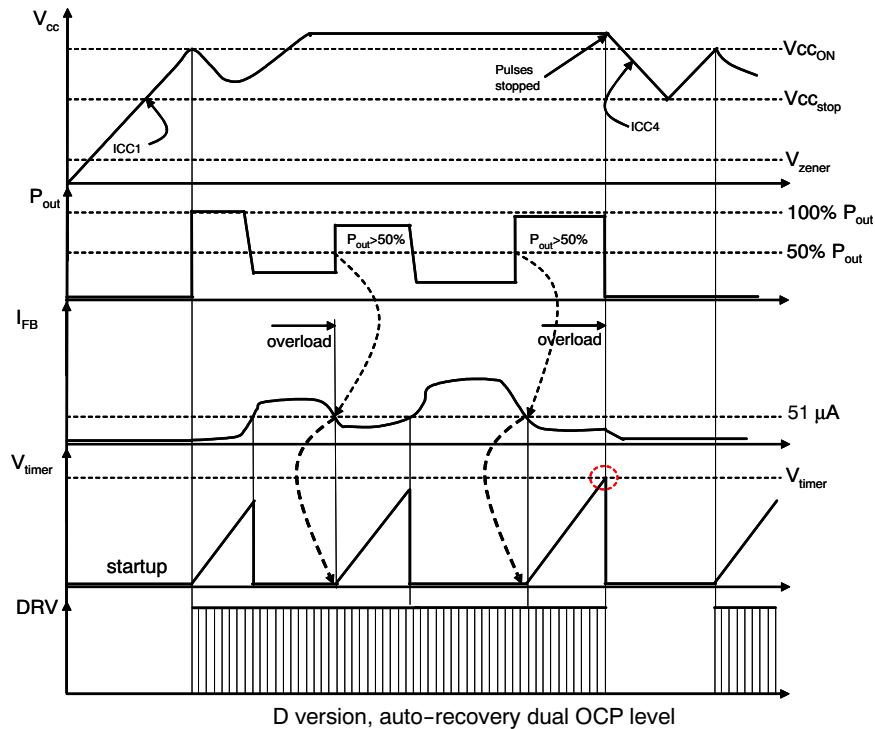 Vcc
VccON
Pulses
stopped
Vccstop
ICC1
ICC4
Vzener
Pout
100% Pout
Pout>50%
Pout>50%
50% Pout
IFB
overload
overload
51 μA
Vtimer
Vtimer
startup
DRV
D version, auto-recovery dual OCP level